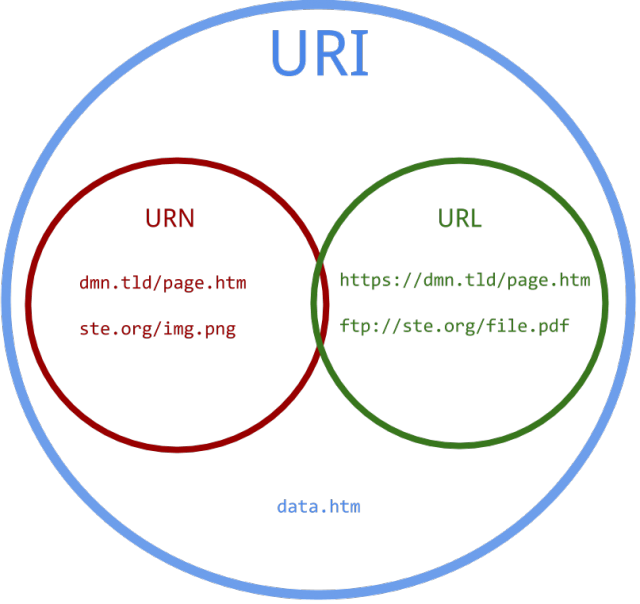 URI
URN
dmn.tld/page.htm
ste.org/img.png
URL
https://dmn.tld/page.htm
ftp://ste.org/file.pdf
data.htm